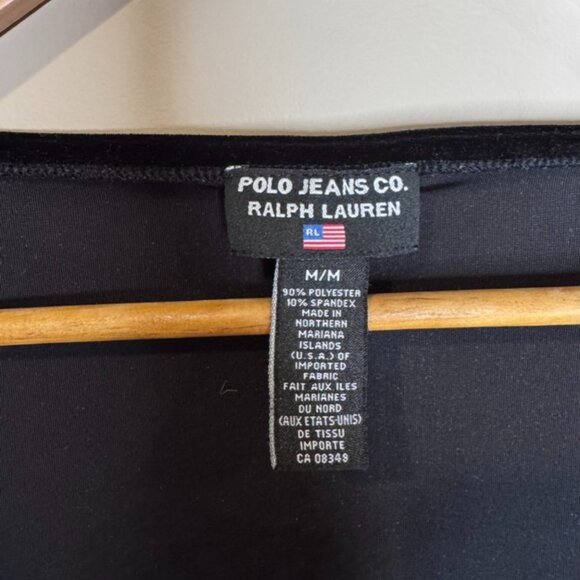 POLO JEANS CO.
RALPH LAUREN
RL
M/M
90% POLYESTER
10% SPANDEX
MADE IN
NORTHERN
MARIANA
ISLANDS
(U.S.A.) OF
IMPORTED
FABRIC
FAIT AUX ILES
MARIANES
DU NORD
(AUX ETATS-UNIS)
DE TISSU
IMPORTE
CA 08349